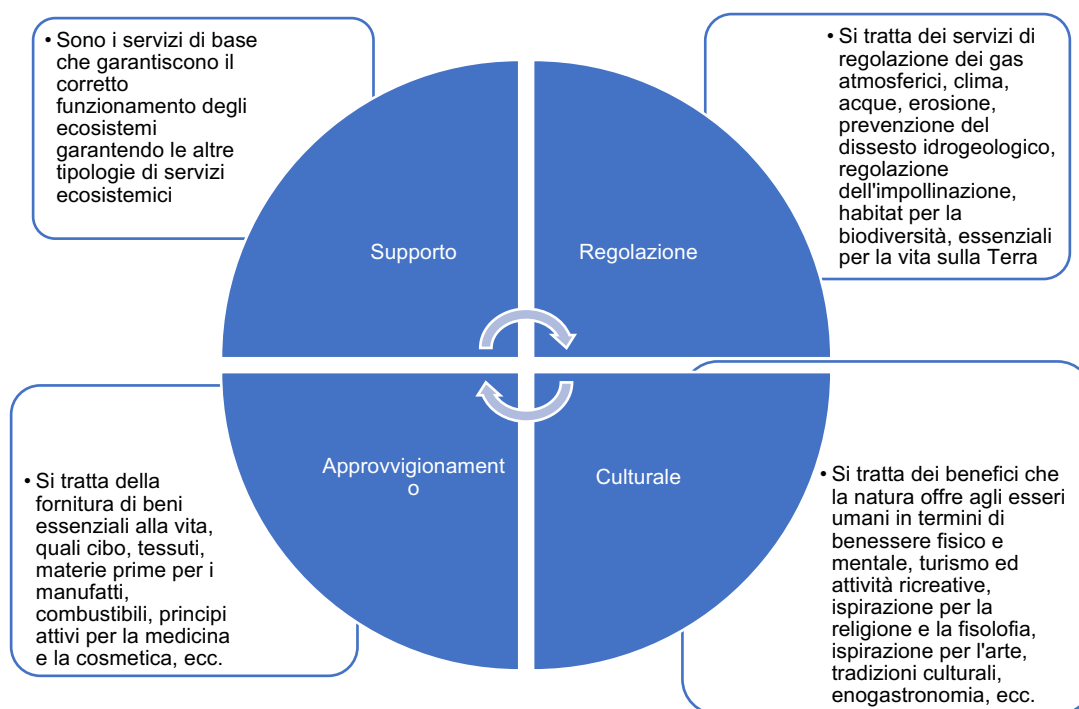 • Sono i servizi di base
che garantiscono il
corretto
funzionamento degli
ecosistemi
garantendo le altre
tipologie di servizi
ecosistemici
• Si tratta dei servizi di
regolazione dei gas
atmosferici, clima,
acque, erosione,
prevenzione del
dissesto idrogeologico,
regolazione
dell'impollinazione,
habitat per la
biodiversità, essenziali
per la vita sulla Terra
Supporto
Regolazione
Approvvigionament
o
Culturale
• Si tratta della
fornitura di beni
essenziali alla vita,
quali cibo, tessuti,
materie prime per i
manufatti,
combustibili, principi
attivi per la medicina
e la cosmetica, ecc.
• Si tratta dei benefici che
la natura offre agli esseri
umani in termini di
benessere fisico e
mentale, turismo ed
attività ricreative,
ispirazione per la
religione e la fisolofia,
ispirazione per l'arte,
tradizioni culturali,
enogastronomia, ecc.